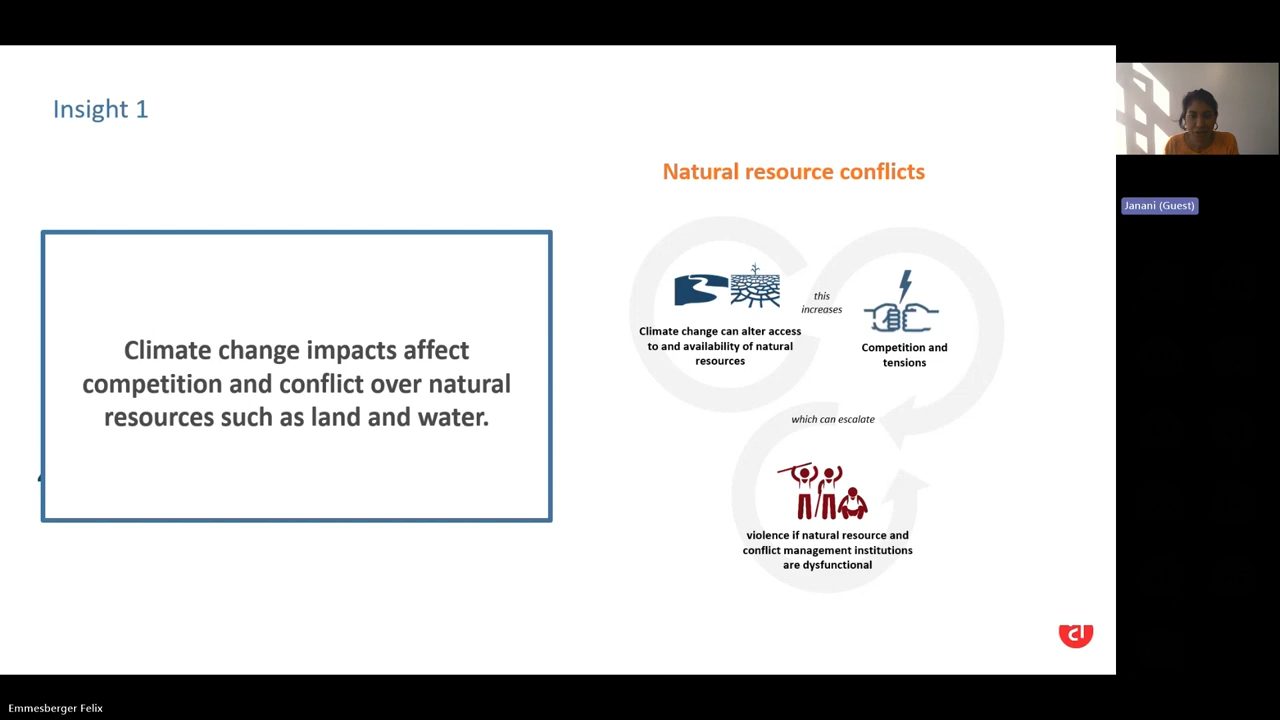 Insight 1
Natural resource conflicts
Climate change impacts affect
competition and conflict over natural
resources such as land and water.
Climate change can alter access
to and availability of natural
resources
this
increases
Competition and
tensions
which can escalate
violence if natural resource and
conflict management institutions
are dysfunctional
Janani (Guest)
Emmesberger Felix